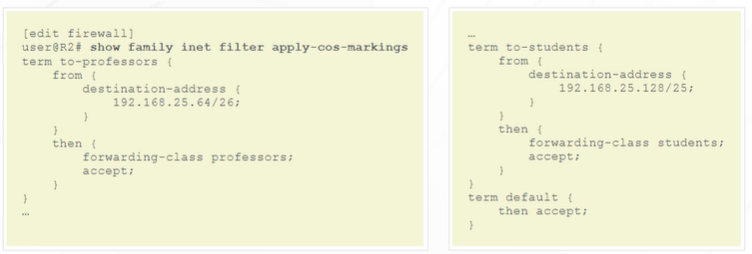 [edit firewall]
user@R2# show family inet filter apply-cos-markings
term to-professors {
    from {
        destination-address {
            192.168.25.64/26;
        }
    }
    then {
        forwarding-class professors;
        accept;
    }
}
…
…
term to-students {
    from {
        destination-address {
            192.168.25.128/25;
        }
    }
    then {
        forwarding-class students;
        accept;
    }
}
term default {
    then accept;
}